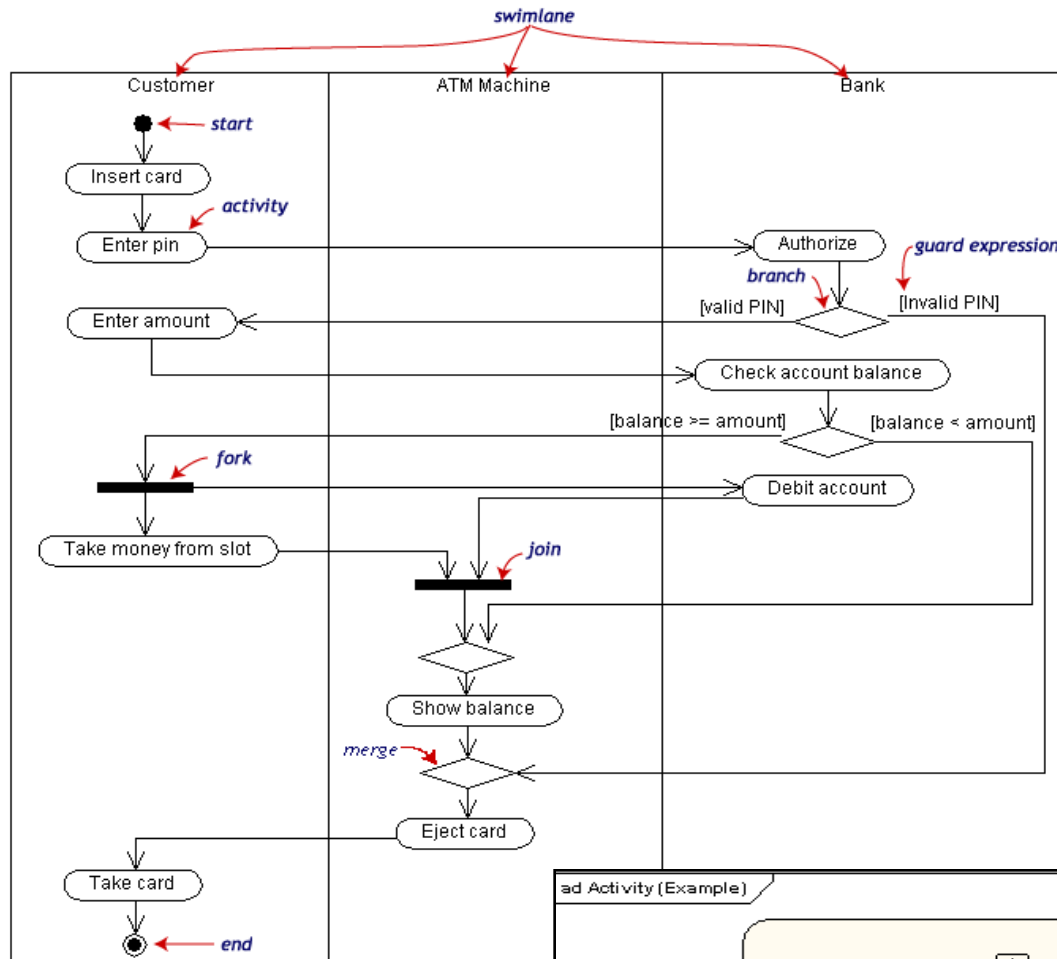 swimlane
Customer
ATM Machine
Bank
start
Insert card
activity
Enter pin
Authorize
guard expression
branch
[valid PIN]
[Invalid PIN]
Enter amount
Check account balance
[balance >= amount]
[balance < amount]
fork
Debit account
Take money from slot
join
Show balance
merge
Eject card
Take card
ad Activity (Example)
end